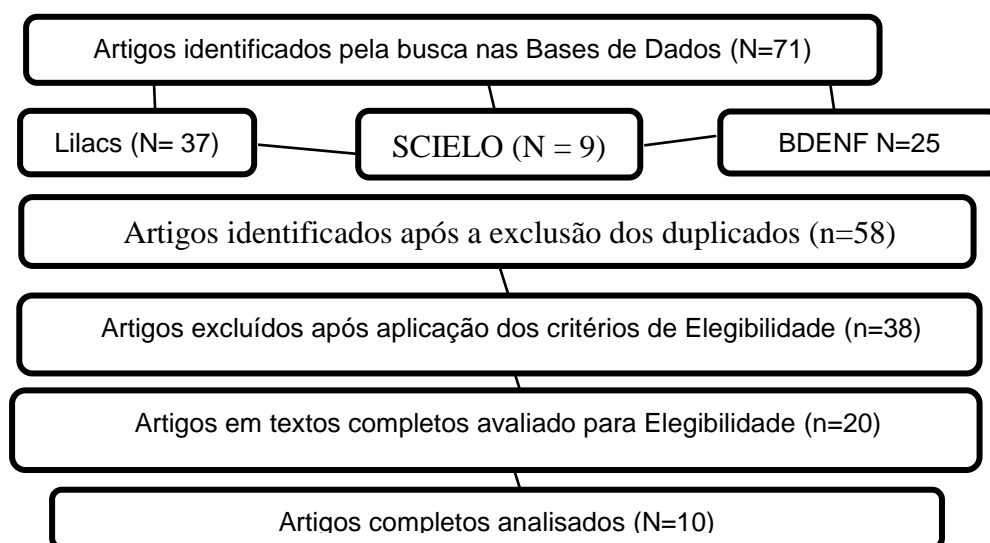 Artigos identificados pela busca nas Bases de Dados (N=71)
Lilacs (N= 37)
SCIELO (N = 9)
BDENF N=25
Artigos identificados após a exclusão dos duplicados (n=58)
Artigos excluídos após aplicação dos critérios de Elegibilidade (n=38)
Artigos em textos completos avaliado para Elegibilidade (n=20)
Artigos completos analisados (N=10)